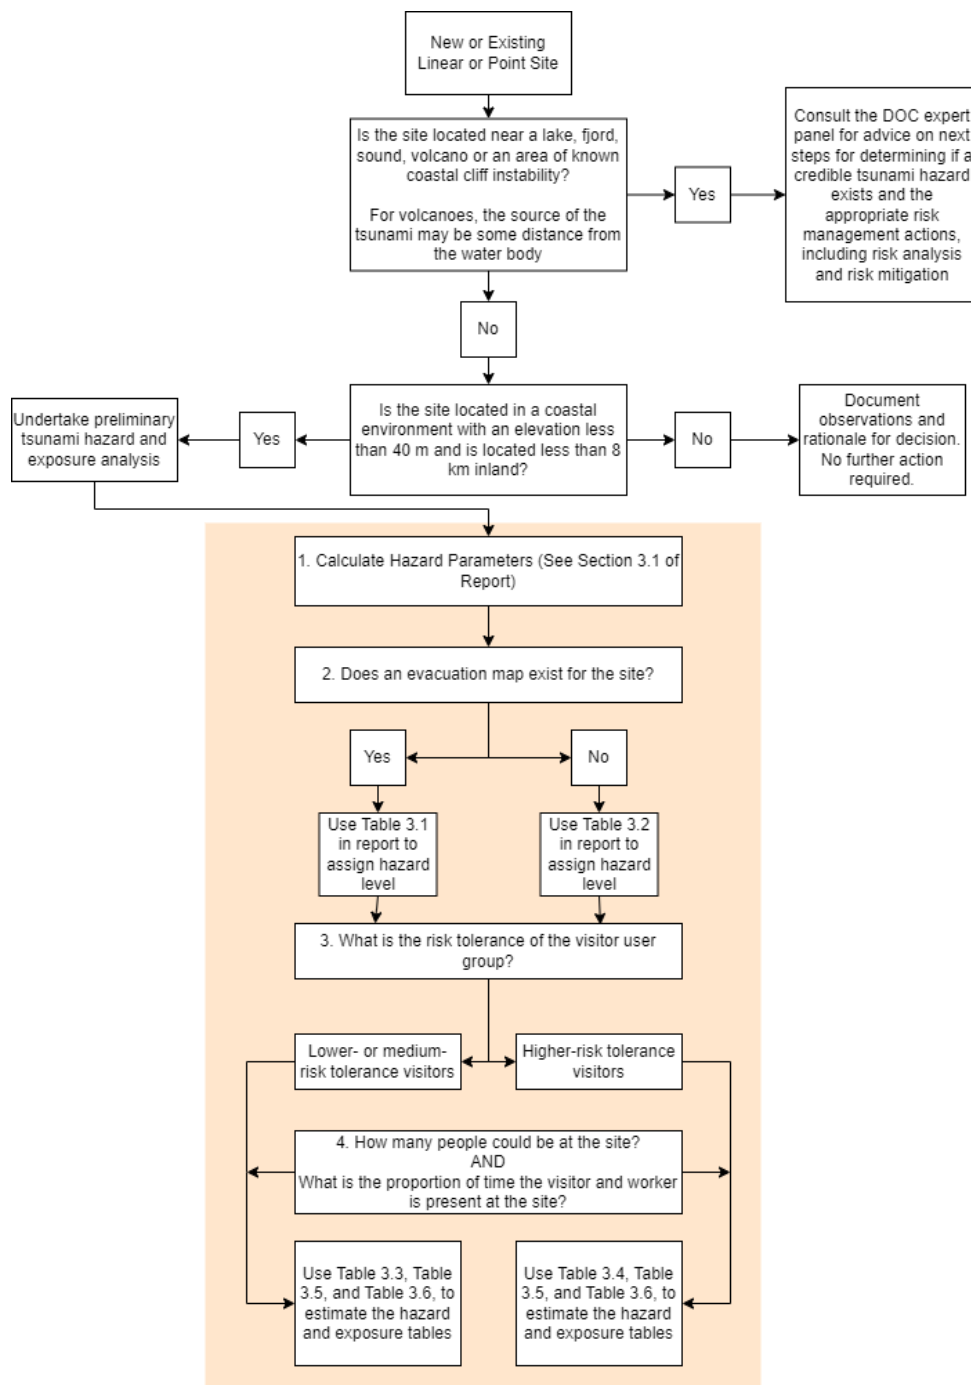 New or Existing
Linear or Point Site
Is the site located near a lake, fjord,
sound, volcano or an area of known
coastal cliff instability?
For volcanoes, the source of the
tsunami may be some distance from
the water body
Yes
Consult the DOC expert
panel for advice on next
steps for determining if a
credible tsunami hazard
exists and the
appropriate risk
management actions,
including risk analysis
and risk mitigation
No
Is the site located in a coastal
environment with an elevation less
than 40 m and is located less than 8
km inland?
Yes
Undertake preliminary
tsunami hazard and
exposure analysis
No
Document
observations and
rationale for decision.
No further action
required.
1. Calculate Hazard Parameters (See Section 3.1 of
Report)
2. Does an evacuation map exist for the site?
Yes
No
Use Table 3.1
in report to
assign hazard
level
Use Table 3.2
in report to
assign hazard
level
3. What is the risk tolerance of the visitor user
group?
Lower- or medium-
risk tolerance visitors
Higher-risk tolerance
visitors
4. How many people could be at the site?
AND
What is the proportion of time the visitor and worker
is present at the site?
Use Table 3.3, Table
3.5, and Table 3.6, to
estimate the hazard
and exposure tables
Use Table 3.4, Table
3.5, and Table 3.6, to
estimate the hazard
and exposure tables